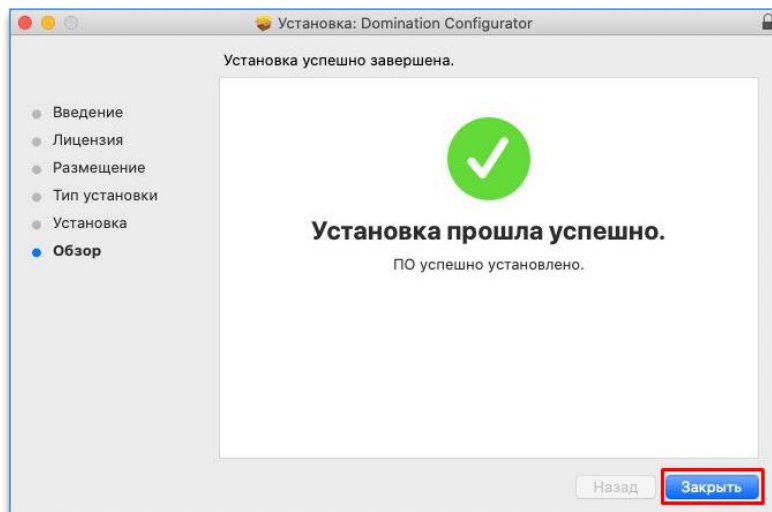 Установка: Domination Configurator
Установка успешно завершена.
Введение
Лицензия
Размещение
Тип установки
Установка
Обзор
Установка прошла успешно.
ПО успешно установлено.
Назад
Закрыть